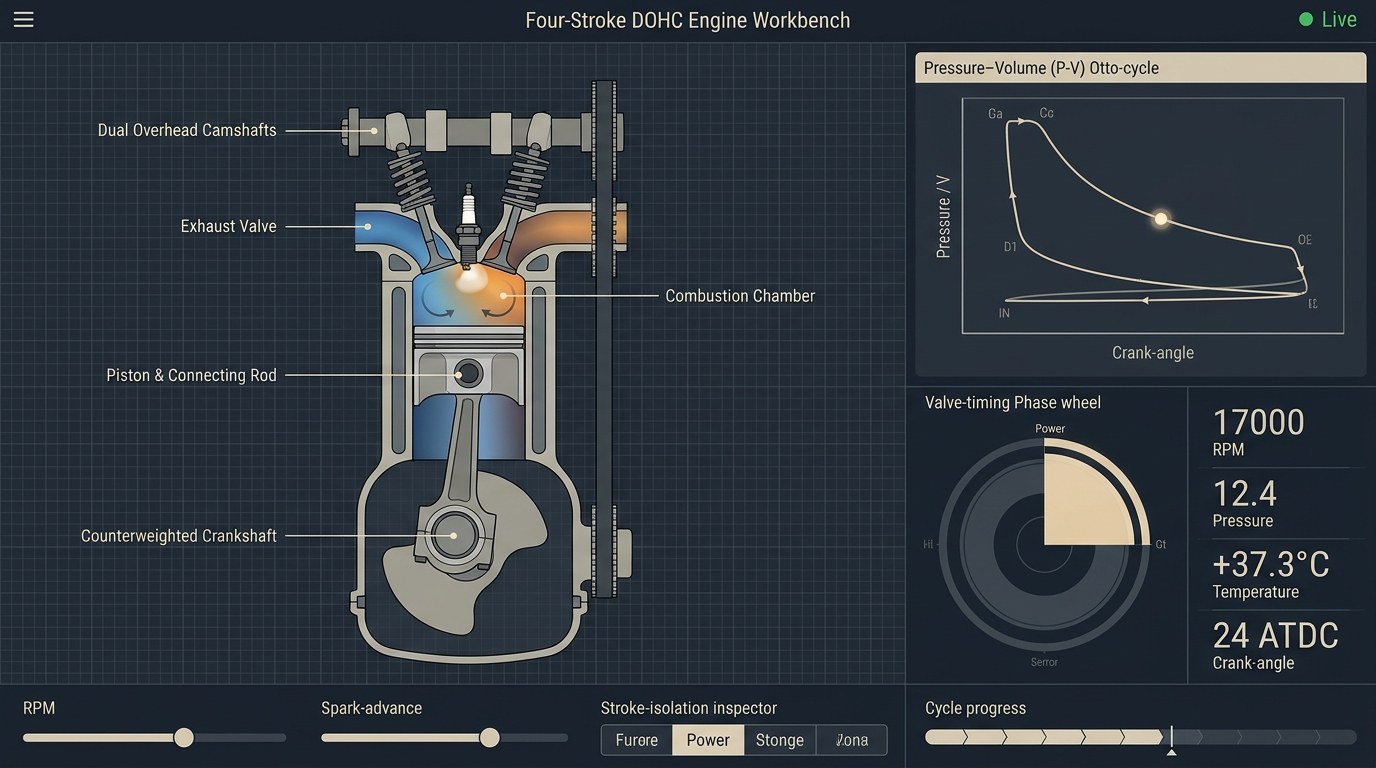 Four-Stroke DOHC Engine Workbench
Live
Dual Overhead Camshafts
Exhaust Valve
Combustion Chamber
Piston & Connecting Rod
Counterweighted Crankshaft
Pressure–Volume (P-V) Otto-cycle
Ga
Cc
Pressure / V
D1
OE
IN
Crank-angle
Valve-timing Phase wheel
Power
Hi
Gt
Serror
17000
RPM
12.4
Pressure
+37.3°C
Temperature
24 ATDC
Crank-angle
RPM
Spark-advance
Stroke-isolation inspector
Furore
Power
Stonge
Cycle progress